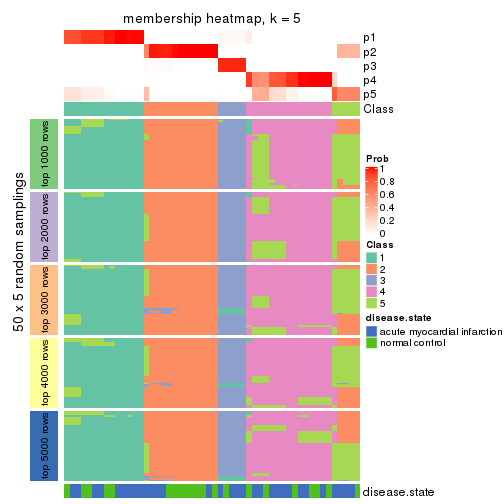 membership heatmap, k = 5
p1
p2
p3
p4
p5
Class
50 x 5 random samplings
top 1000 rows
top 2000 rows
top 3000 rows
top 4000 rows
top 5000 rows
disease.state
Prob
1
0.8
0.6
0.4
0.2
0
Class
1
2
3
4
5
disease.state
acute myocardial infarction
normal control